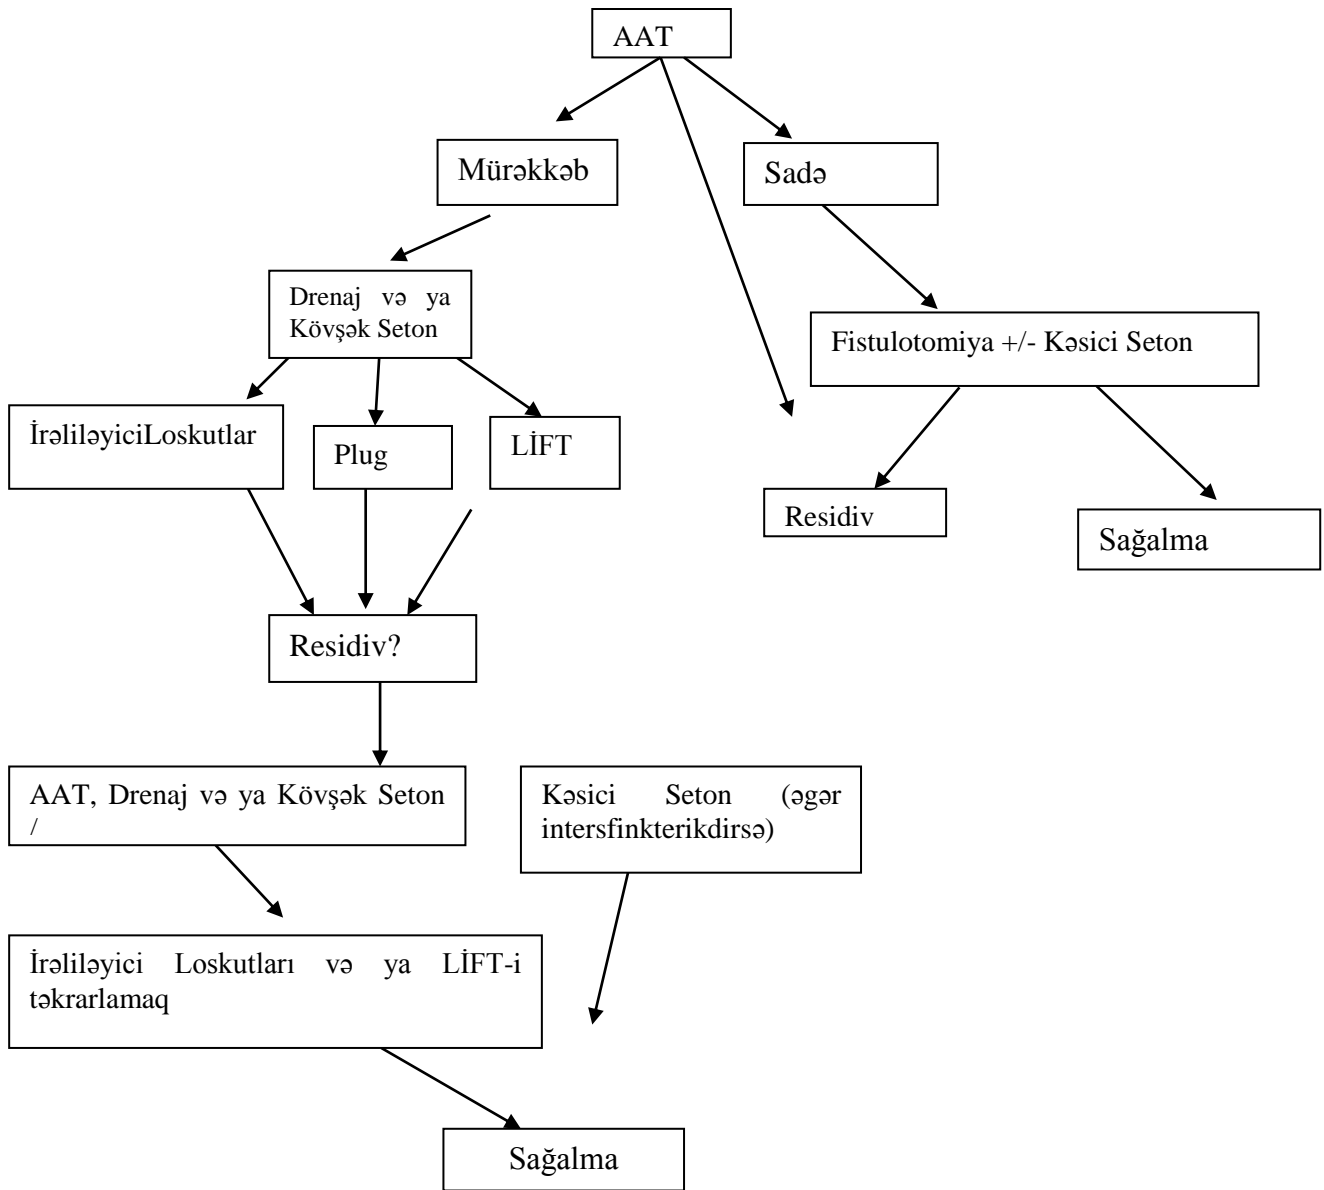 AAT
Mürəkkəb
Sadə
Drenaj və ya
Kövşək Seton
Fistulotomiya +/- Kəsici Seton
İrəliləyiciLoskutlar
Plug
LİFT
Residiv
Sağalma
Residiv?
AAT, Drenaj və ya Kövşək Seton
/
Kəsici Seton (əgər
intersfinkterikdirsə)
İrəliləyici Loskutları və ya LİFT-i
təkrarlamaq
Sağalma